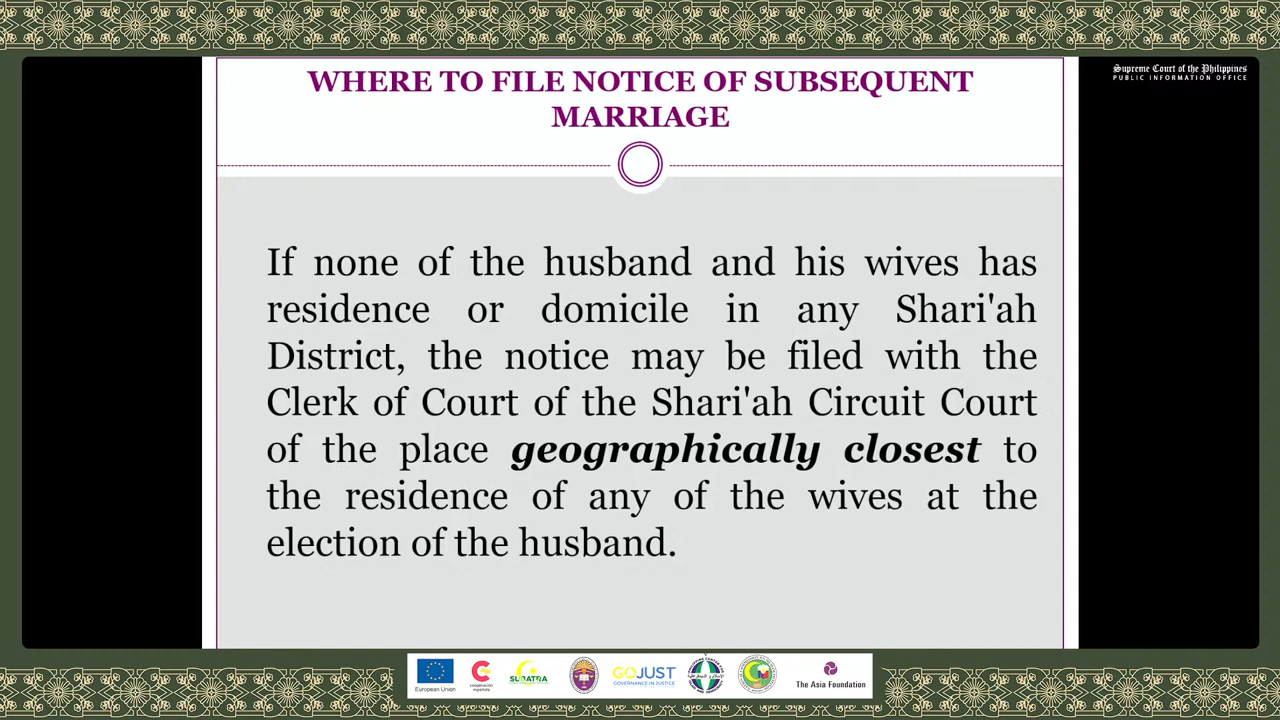 WHERE TO FILE NOTICE OF SUBSEQUENT
MARRIAGE
Supreme Court of the Philippines
PUBLIC INFORMATION OFFICE
If none of the husband and his wives has
residence or domicile in any Shari'ah
District, the notice may be filed with the
Clerk of Court of the Shari'ah Circuit Court
of the place geographically closest to
the residence of any of the wives at the
election of the husband.
European Union
cooperación
española
SUBATRA
GOJUST
GOVERNANCE IN JUSTICE
The Asia Foundation